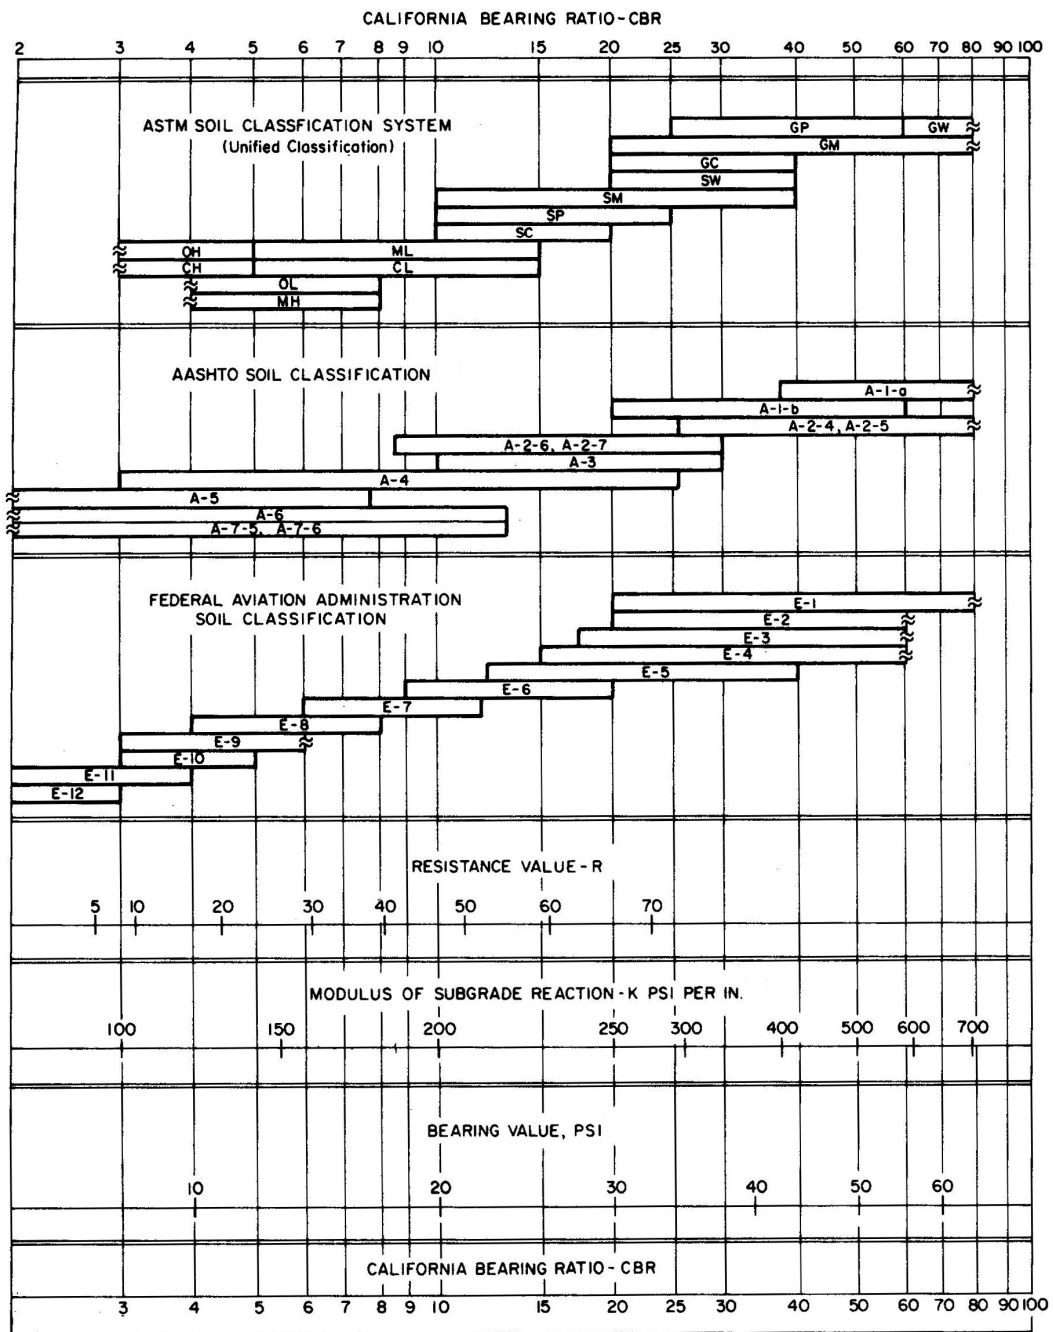 CALIFORNIA BEARING RATIO-CBR
2 3 4 5 6 7 8 9 10 15 20 25 30 40 50 60 70 80 90 100
ASTM SOIL CLASSFICATION SYSTEM
(Unified Classification)
GP GW
GM
GC
SW
SM
SP
SC
OH ML
CH CL
OL
MH
AASHTO SOIL CLASSIFICATION
A-1-a
A-1-b
A-2-4, A-2-5
A-2-6, A-2-7
A-3
A-4
A-5
A-6
A-7-5, A-7-6
FEDERAL AVIATION ADMINISTRATION
SOIL CLASSIFICATION
E-1
E-2
E-3
E-4
E-5
E-6
E-7
E-8
E-9
E-10
E-11
E-12
RESISTANCE VALUE-R
5 10 20 30 40 50 60 70
MODULUS OF SUBGRADE REACTION-K PSI PER IN.
100 150 200 250 300 400 500 600 700
BEARING VALUE, PSI
10 20 30 40 50 60
CALIFORNIA BEARING RATIO-CBR
3 4 5 6 7 8 9 10 15 20 25 30 40 50 60 70 80 90 100